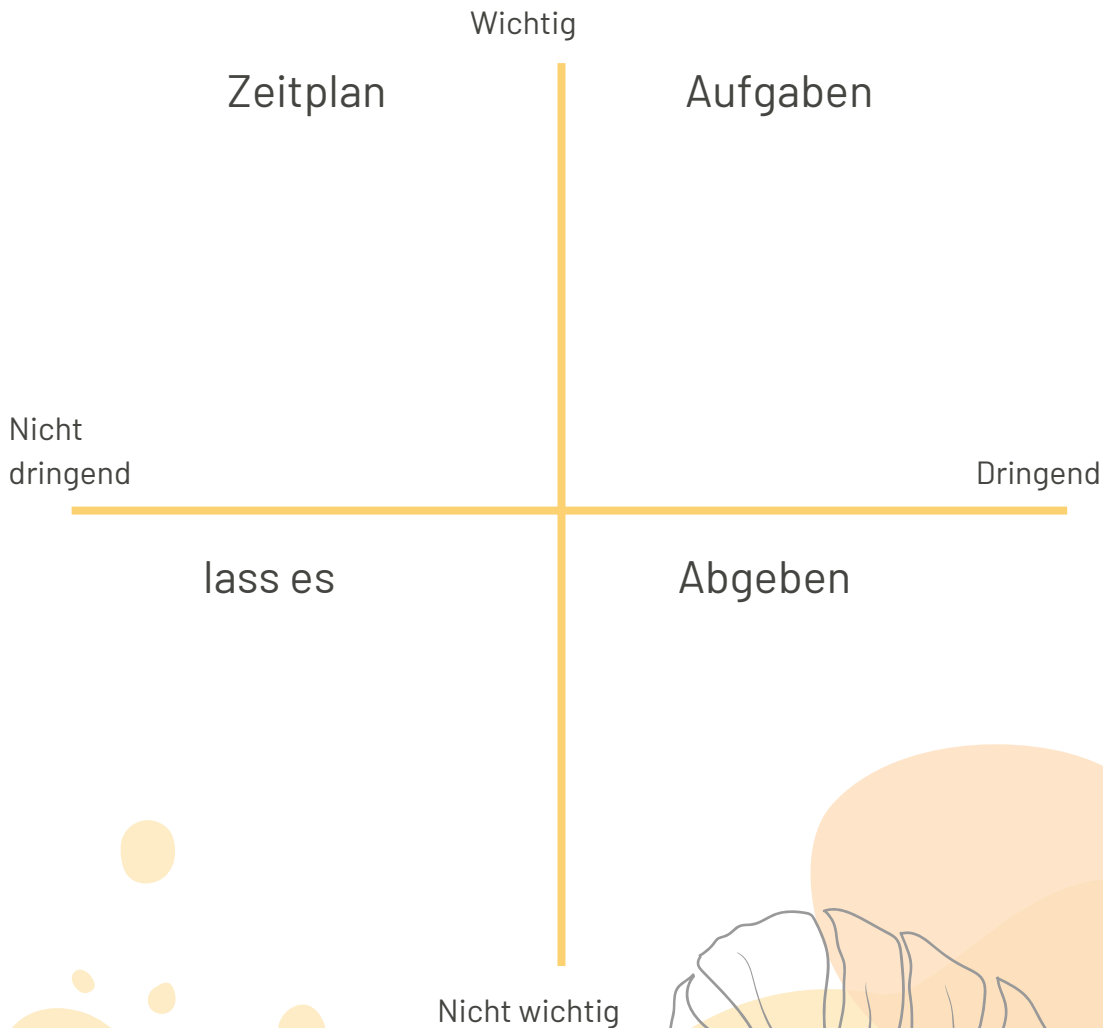 Wichtig
Zeitplan
Aufgaben
Nicht
dringend
Dringend
lass es
Abgeben
Nicht wichtig